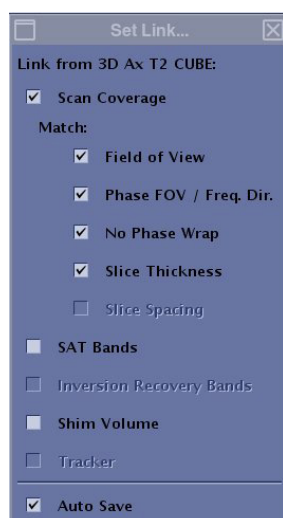 Set Link...
Link from 3D Ax T2 CUBE:
Scan Coverage
Match:
Field of View
Phase FOV / Freq. Dir.
No Phase Wrap
Slice Thickness
Slice Spacing
SAT Bands
Inversion Recovery Bands
Shim Volume
Tracker
Auto Save